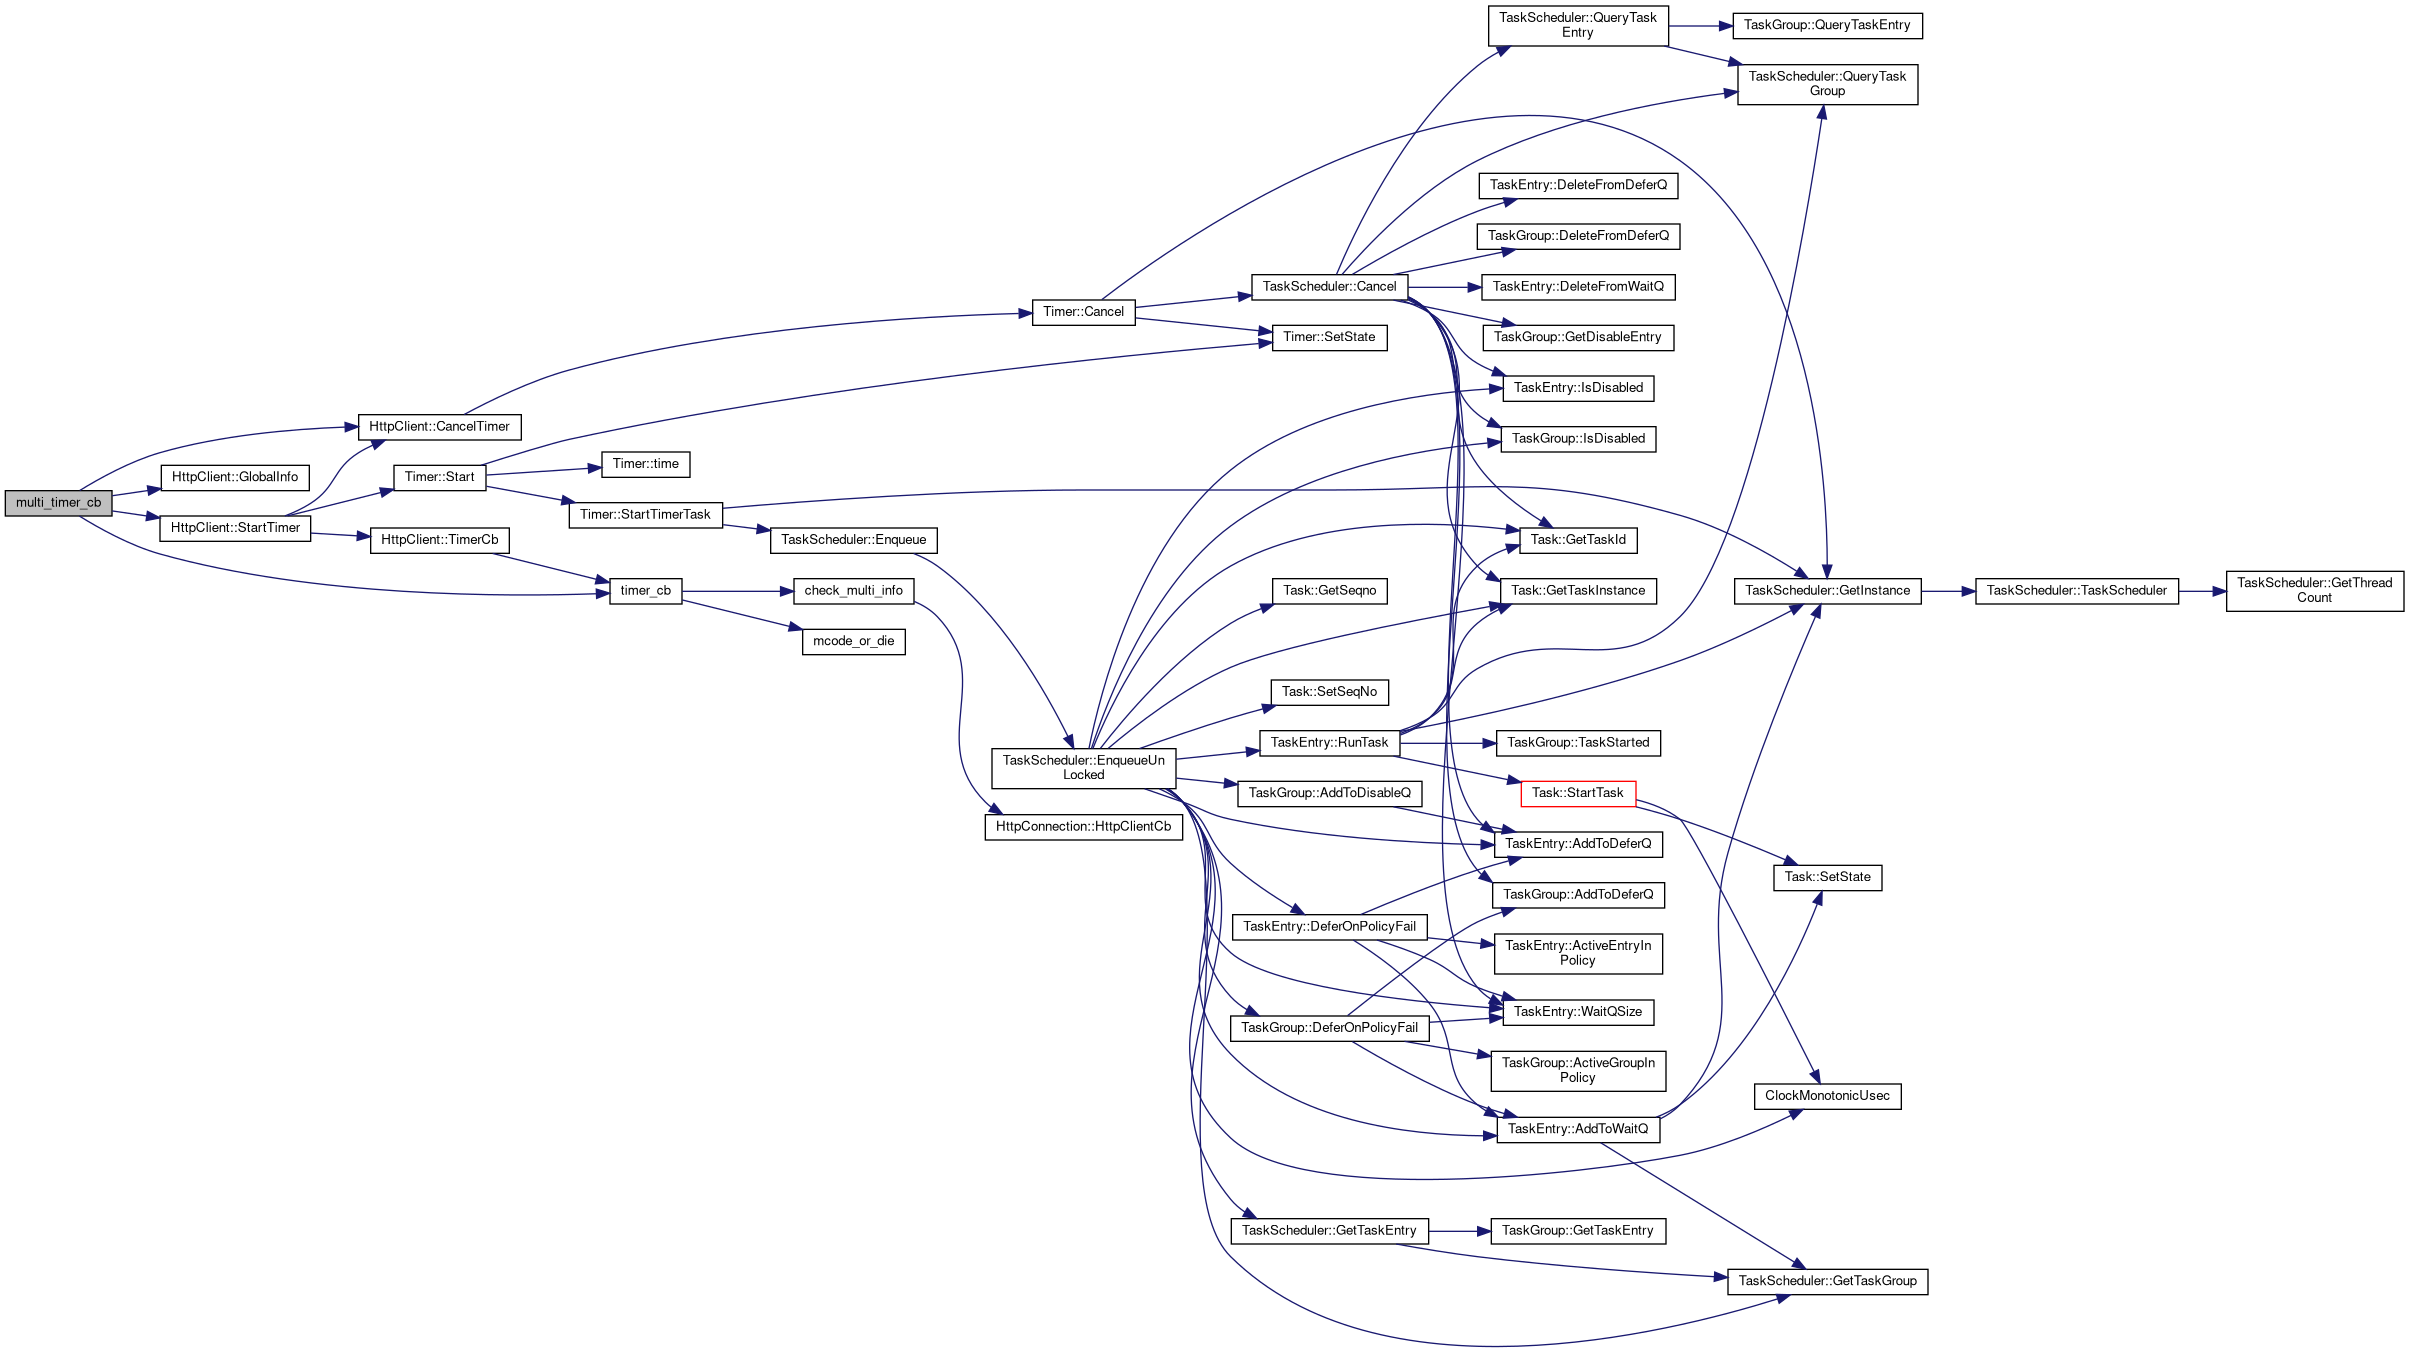 TaskScheduler::QueryTask
Entry
TaskGroup::QueryTaskEntry
TaskScheduler::QueryTask
Group
TaskEntry::DeleteFromDeferQ
TaskGroup::DeleteFromDeferQ
TaskScheduler::Cancel
TaskEntry::DeleteFromWaitQ
Timer::Cancel
Timer::SetState
TaskGroup::GetDisableEntry
TaskEntry::IsDisabled
HttpClient::CancelTimer
TaskGroup::IsDisabled
Timer::time
HttpClient::GlobalInfo
Timer::Start
multi_timer_cb
HttpClient::StartTimer
Timer::StartTimerTask
HttpClient::TimerCb
TaskScheduler::Enqueue
Task::GetTaskId
timer_cb
check_multi_info
Task::GetSeqno
Task::GetTaskInstance
TaskScheduler::GetInstance
TaskScheduler::TaskScheduler
TaskScheduler::GetThread
Count
mcode_or_die
Task::SetSeqNo
TaskEntry::RunTask
TaskGroup::TaskStarted
TaskScheduler::EnqueueUn
Locked
TaskGroup::AddToDisableQ
Task::StartTask
HttpConnection::HttpClientCb
TaskEntry::AddToDeferQ
Task::SetState
TaskGroup::AddToDeferQ
TaskEntry::DeferOnPolicyFail
TaskEntry::ActiveEntryIn
Policy
TaskEntry::WaitQSize
TaskGroup::DeferOnPolicyFail
TaskGroup::ActiveGroupIn
Policy
ClockMonotonicUsec
TaskEntry::AddToWaitQ
TaskScheduler::GetTaskEntry
TaskGroup::GetTaskEntry
TaskScheduler::GetTaskGroup